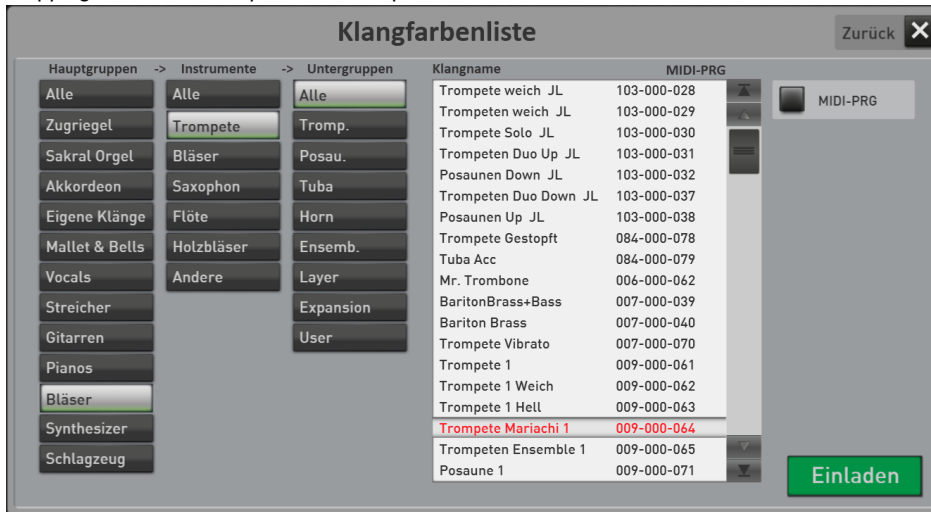 Klangfarbenliste
Zurück
Hauptgruppen -> Instrumente -> Untergruppen
Klangname MIDI-PRG
Alle
Zugriegel
Sakral Orgel
Akkordeon
Eigene Klänge
Mallet & Bells
Vocals
Streicher
Gitarren
Pianos
Bläser
Synthesizer
Schlagzeug
Alle
Trompete
Bläser
Saxophon
Flöte
Holzbläser
Andere
Alle
Tromp.
Posau.
Tuba
Horn
Ensemb.
Layer
Expansion
User
Trompete weich JL 103-000-028
Trompeten weich JL 103-000-029
Trompete Solo JL 103-000-030
Trompeten Duo Up JL 103-000-031
Posaunen Down JL 103-000-032
Trompeten Duo Down JL 103-000-037
Posaunen Up JL 103-000-038
Trompete Gestopft 084-000-078
Tuba Acc 084-000-079
Mr. Trombone 006-000-062
BaritonBrass+Bass 007-000-039
Bariton Brass 007-000-040
Trompete Vibrato 007-000-070
Trompete 1 009-000-061
Trompete 1 Weich 009-000-062
Trompete 1 Hell 009-000-063
Trompete Mariachi 1 009-000-064
Trompeten Ensemble 1 009-000-065
Posaune 1 009-000-071
MIDI-PRG
Einladen